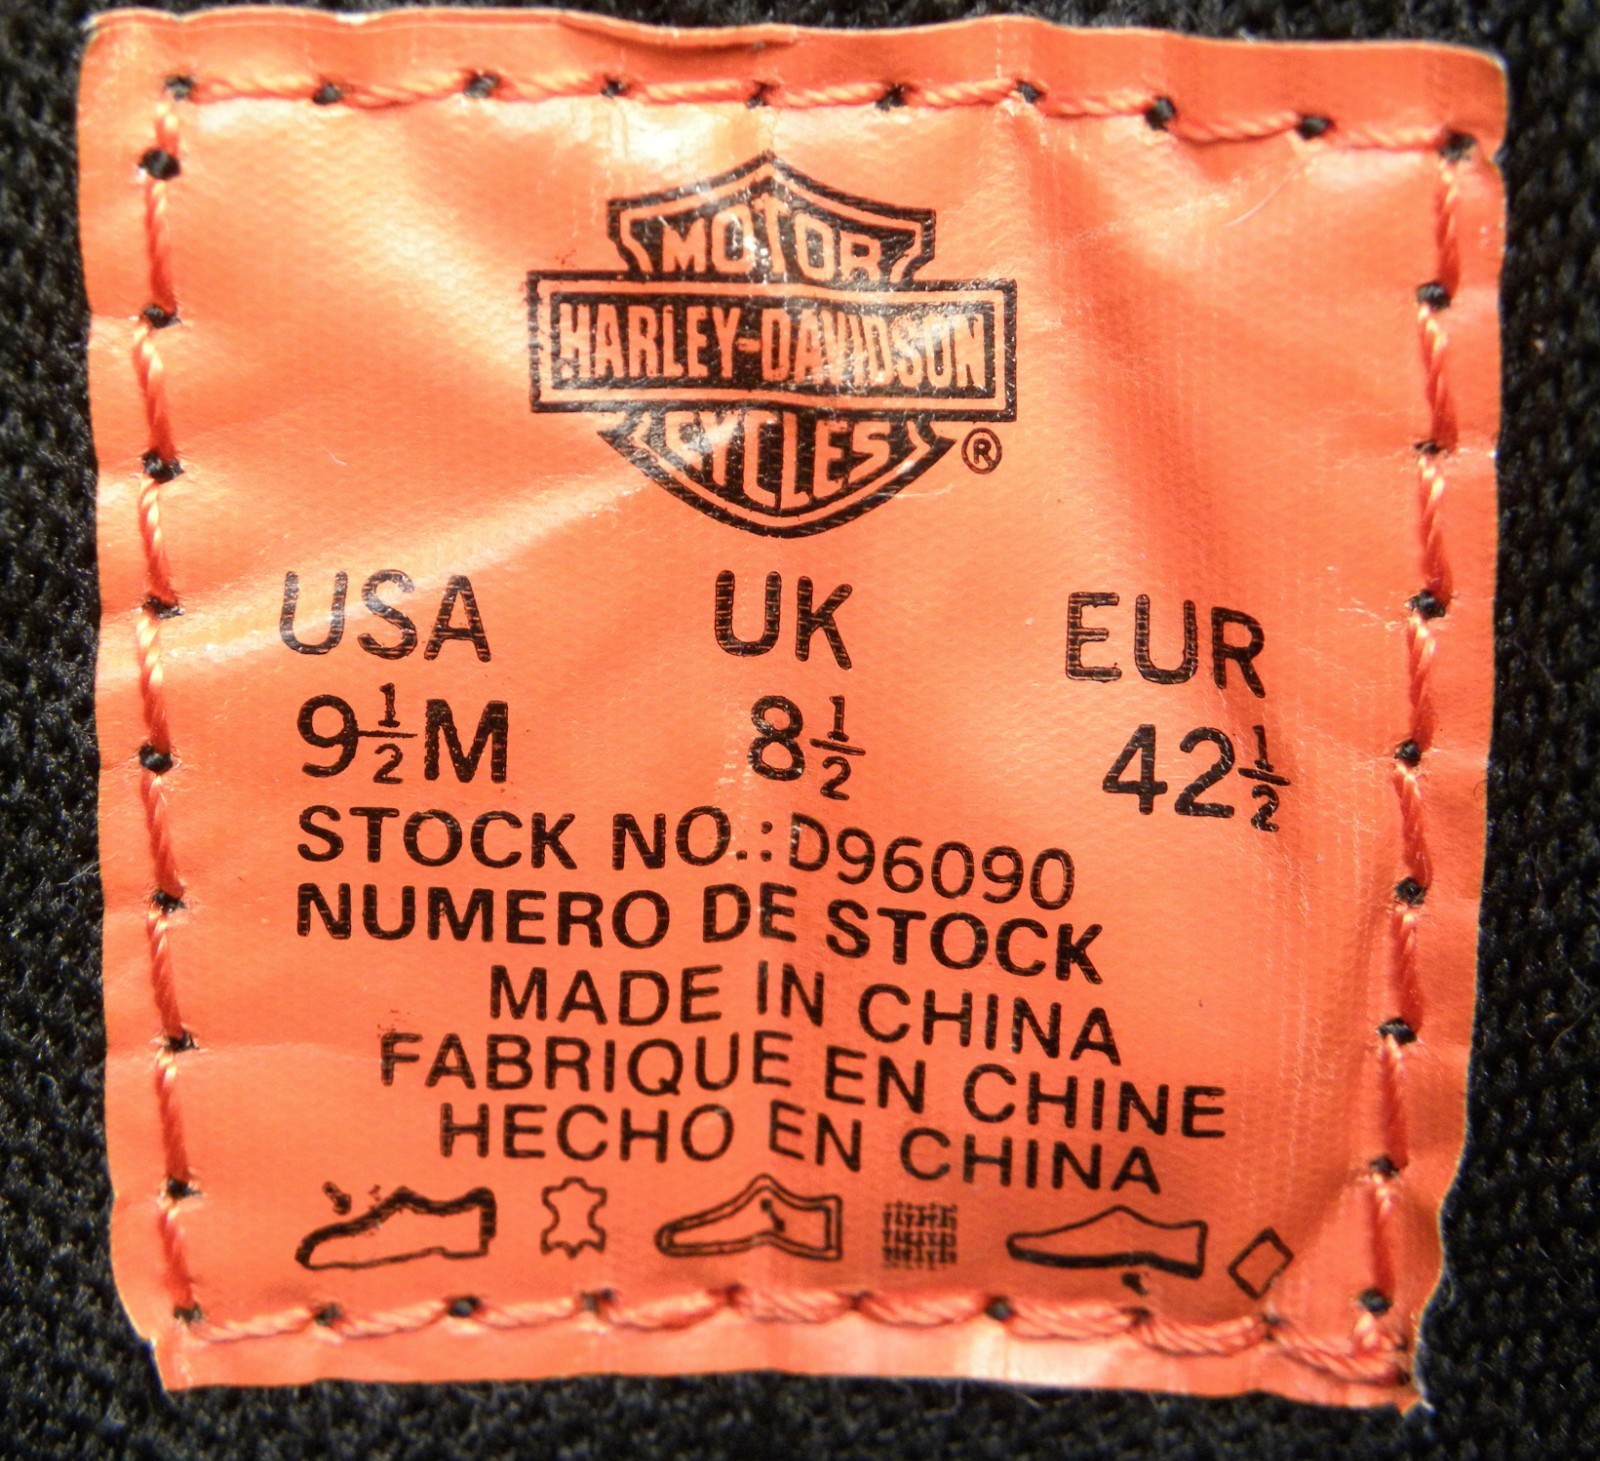 MOTOR
HARLEY-DAVIDSON
CYCLES
®
USA UK EUR
9½M 8½ 42½
STOCK NO.:D96090
NUMERO DE STOCK
MADE IN CHINA
FABRIQUE EN CHINE
HECHO EN CHINA